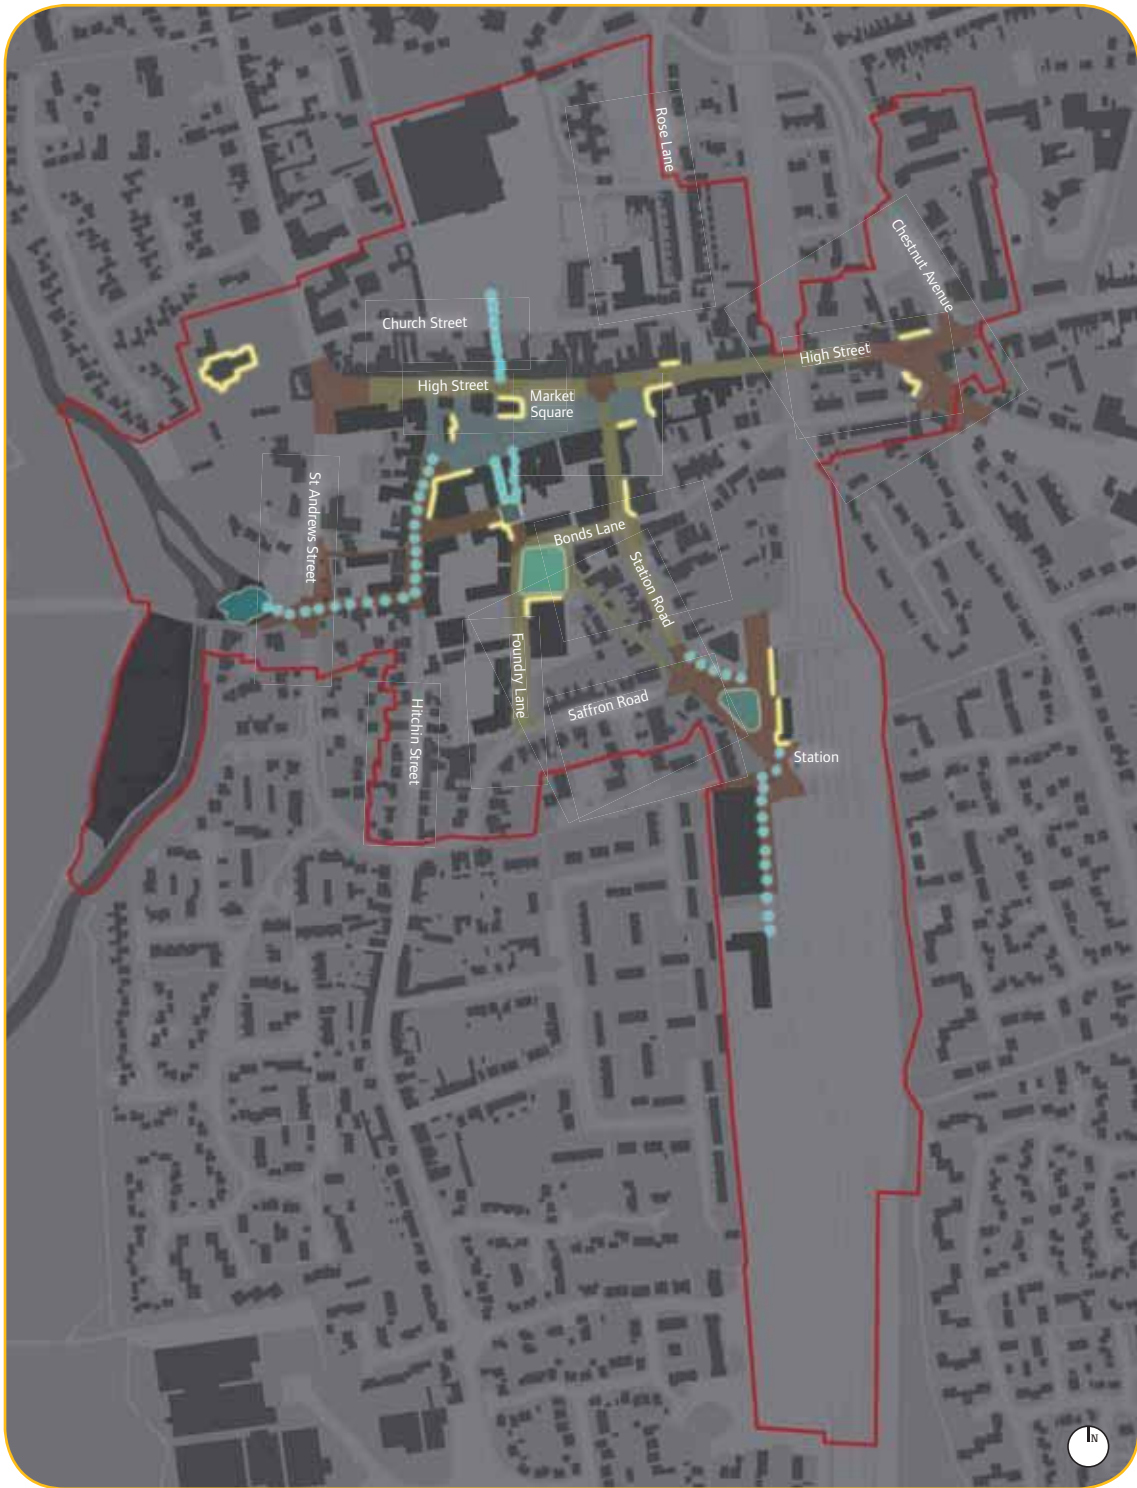 Rose Lane
Chestnut Avenue
Church Street
High Street
High Street
Market
Square
St Andrews Street
Bonds Lane
Station Road
Foundry Lane
Saffron Road
Hitchin Street
Station
N